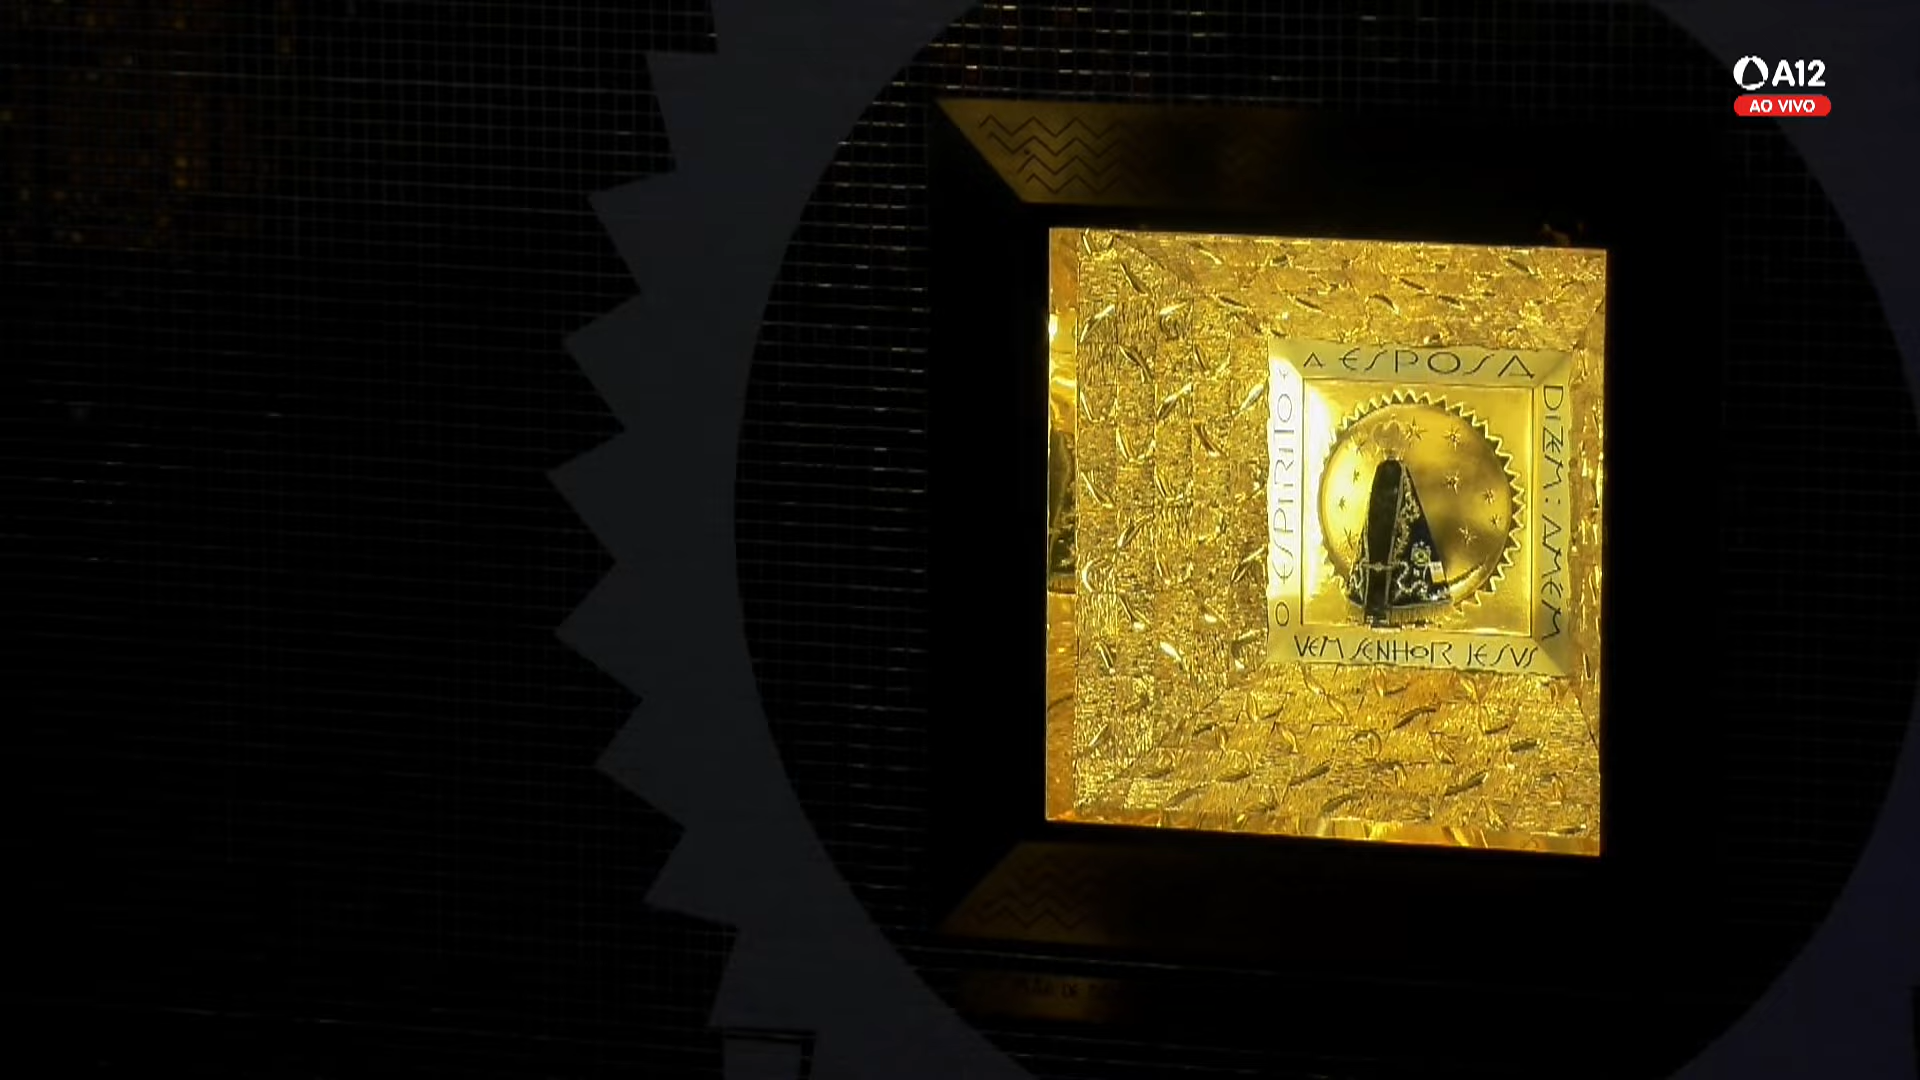 A12
AO VIVO
O ESPÍRITO E
A ESPOSA
DIZEM: AMÉM
VEM SENHOR JESUS